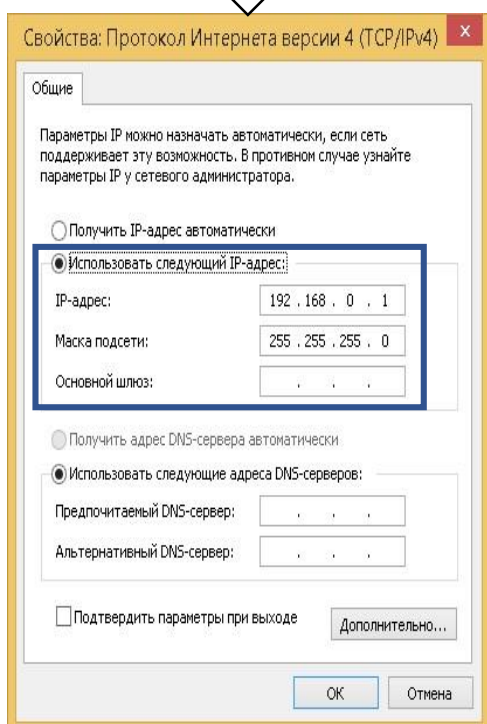 Свойства: Протокол Интернета версии 4 (TCP/IPv4)
x
Общие
Параметры IP можно назначать автоматически, если сеть
поддерживает эту возможность. В противном случае узнайте
параметры IP у сетевого администратора.
Получить IP-адрес автоматически
Использовать следующий IP-адрес:
IP-адрес: 192 . 168 . 0 . 1
Маска подсети: 255 . 255 . 255 . 0
Основной шлюз: . . .
Получить адрес DNS-сервера автоматически
Использовать следующие адреса DNS-серверов:
Предпочитаемый DNS-сервер: . . .
Альтернативный DNS-сервер: . . .
Подтвердить параметры при выходе
Дополнительно...
ОК Отмена